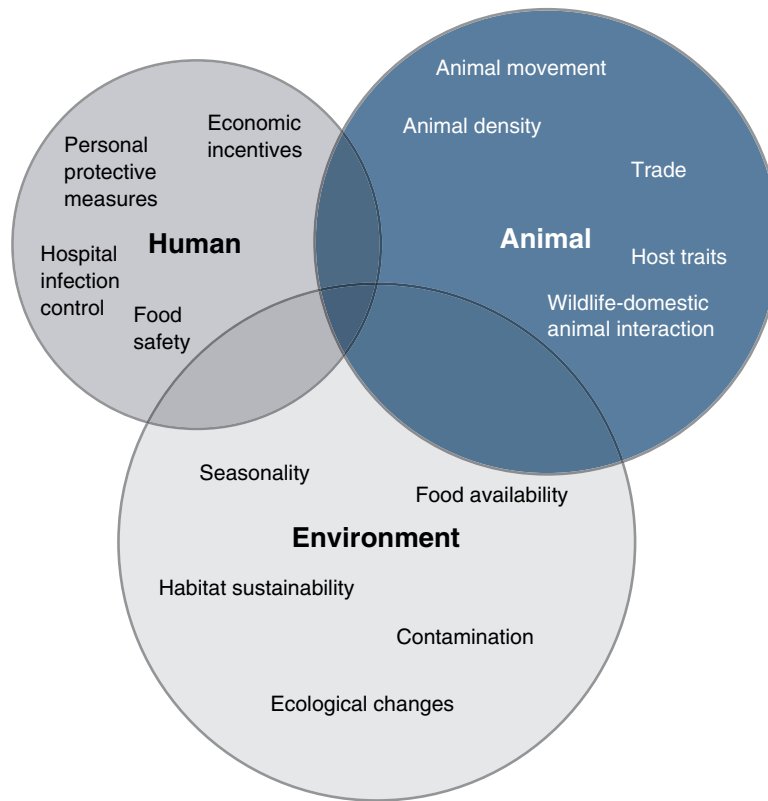 Economic
incentives
Personal
protective
measures
Human
Hospital
infection
control
Food
safety
Animal movement
Animal density
Trade
Animal
Host traits
Wildlife-domestic
animal interaction
Seasonality
Food availability
Environment
Habitat sustainability
Contamination
Ecological changes